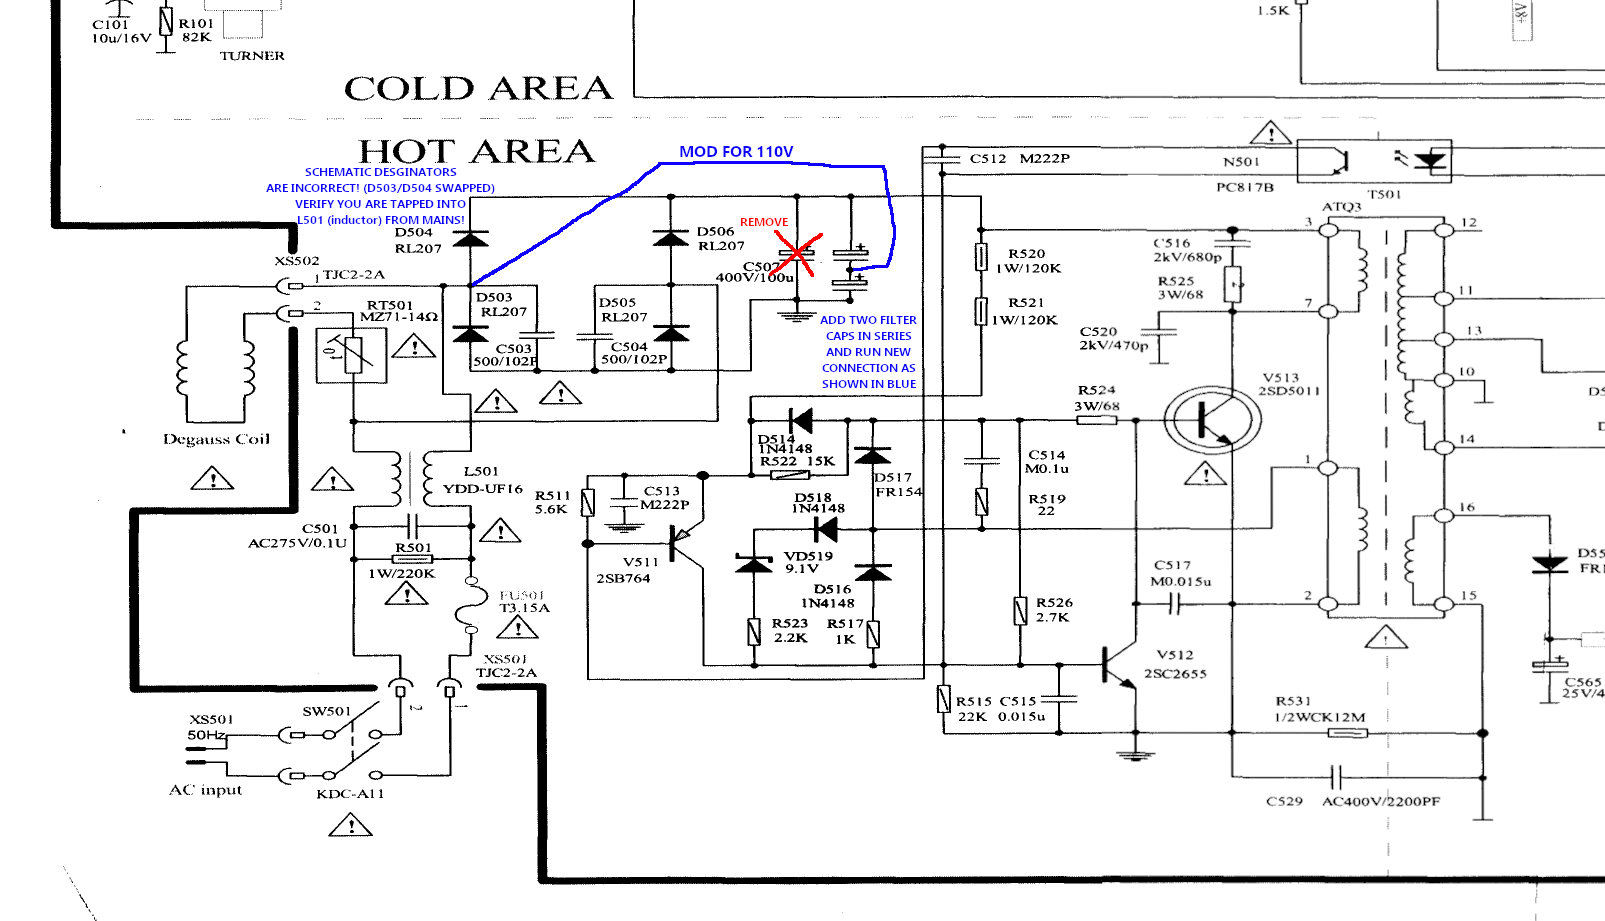 C101
10u/16V
R101
82K
TURNER
1.5K
A8+
COLD AREA
HOT AREA
MOD FOR 110V
SCHEMATIC DESGINATORS
ARE INCORRECT! (D503/D504 SWAPPED)
VERIFY YOU ARE TAPPED INTO
L501 (inductor) FROM MAINS!
REMOVE
C512 M222P
N501
PC817B
T501
ATQ3
D504
RL207
D506
RL207
C507
400V/100u
XS502
1
TJC2-2A
2
RT501
MZ71-14Ω
D503
RL207
D505
RL207
C503
500/102P
C504
500/102P
ADD TWO FILTER
CAPS IN SERIES
AND RUN NEW
CONNECTION AS
SHOWN IN BLUE
R520
1W/120K
R521
1W/120K
C516
2kV/680p
R525
3W/68
C520
2kV/470p
3
7
1
2
12
11
13
10
14
16
15
Degauss Coil
R524
3W/68
V513
2SD5011
D514
1N4148
R522 15K
D517
FR154
C514
M0.1u
R519
22
L501
YDD-UF16
C501
AC275V/0.1U
R501
1W/220K
FU501
T3.15A
XS501
TJC2-2A
R511
5.6K
C513
M222P
V511
2SB764
D518
1N4148
VD519
9.1V
D516
1N4148
R523
2.2K
R517
1K
R526
2.7K
C517
M0.015u
V512
2SC2655
R515
22K
C515
0.015u
R531
1/2WCK12M
C529 AC400V/2200PF
D55
FR1
C565
25V/4
D5
D
2
1
SW501
XS501
50Hz
AC input
KDC-A11